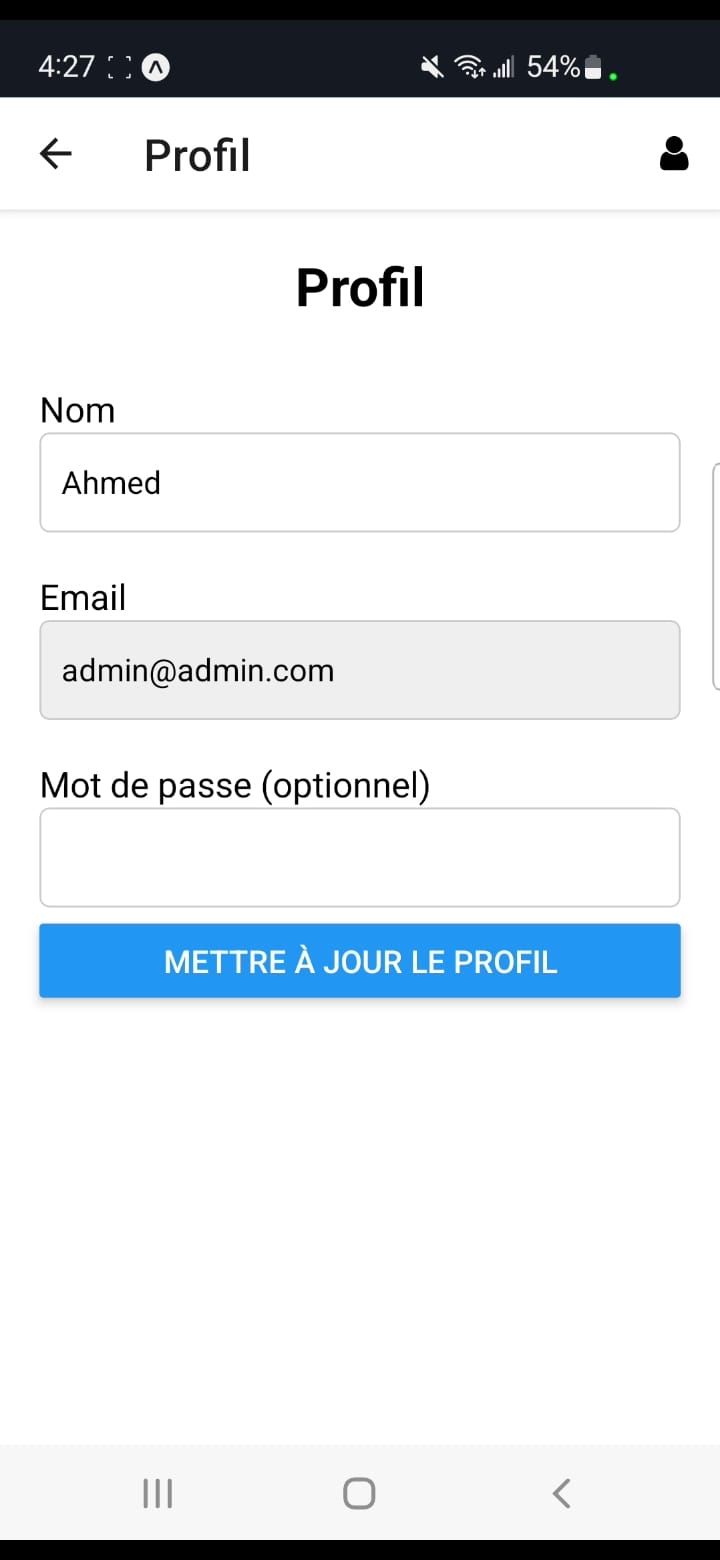 4:27 54%
Profil
Profil
Nom
Ahmed
Email
admin@admin.com
Mot de passe (optionnel)
METTRE À JOUR LE PROFIL